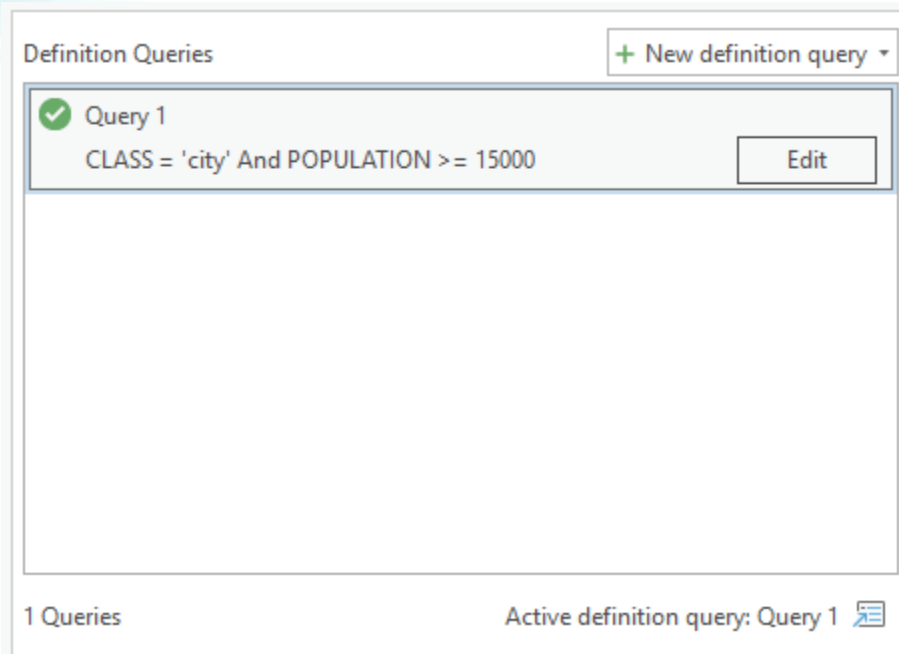 Definition Queries
+ New definition query
Query 1
CLASS = 'city' And POPULATION >= 15000
Edit
1 Queries
Active definition query: Query 1